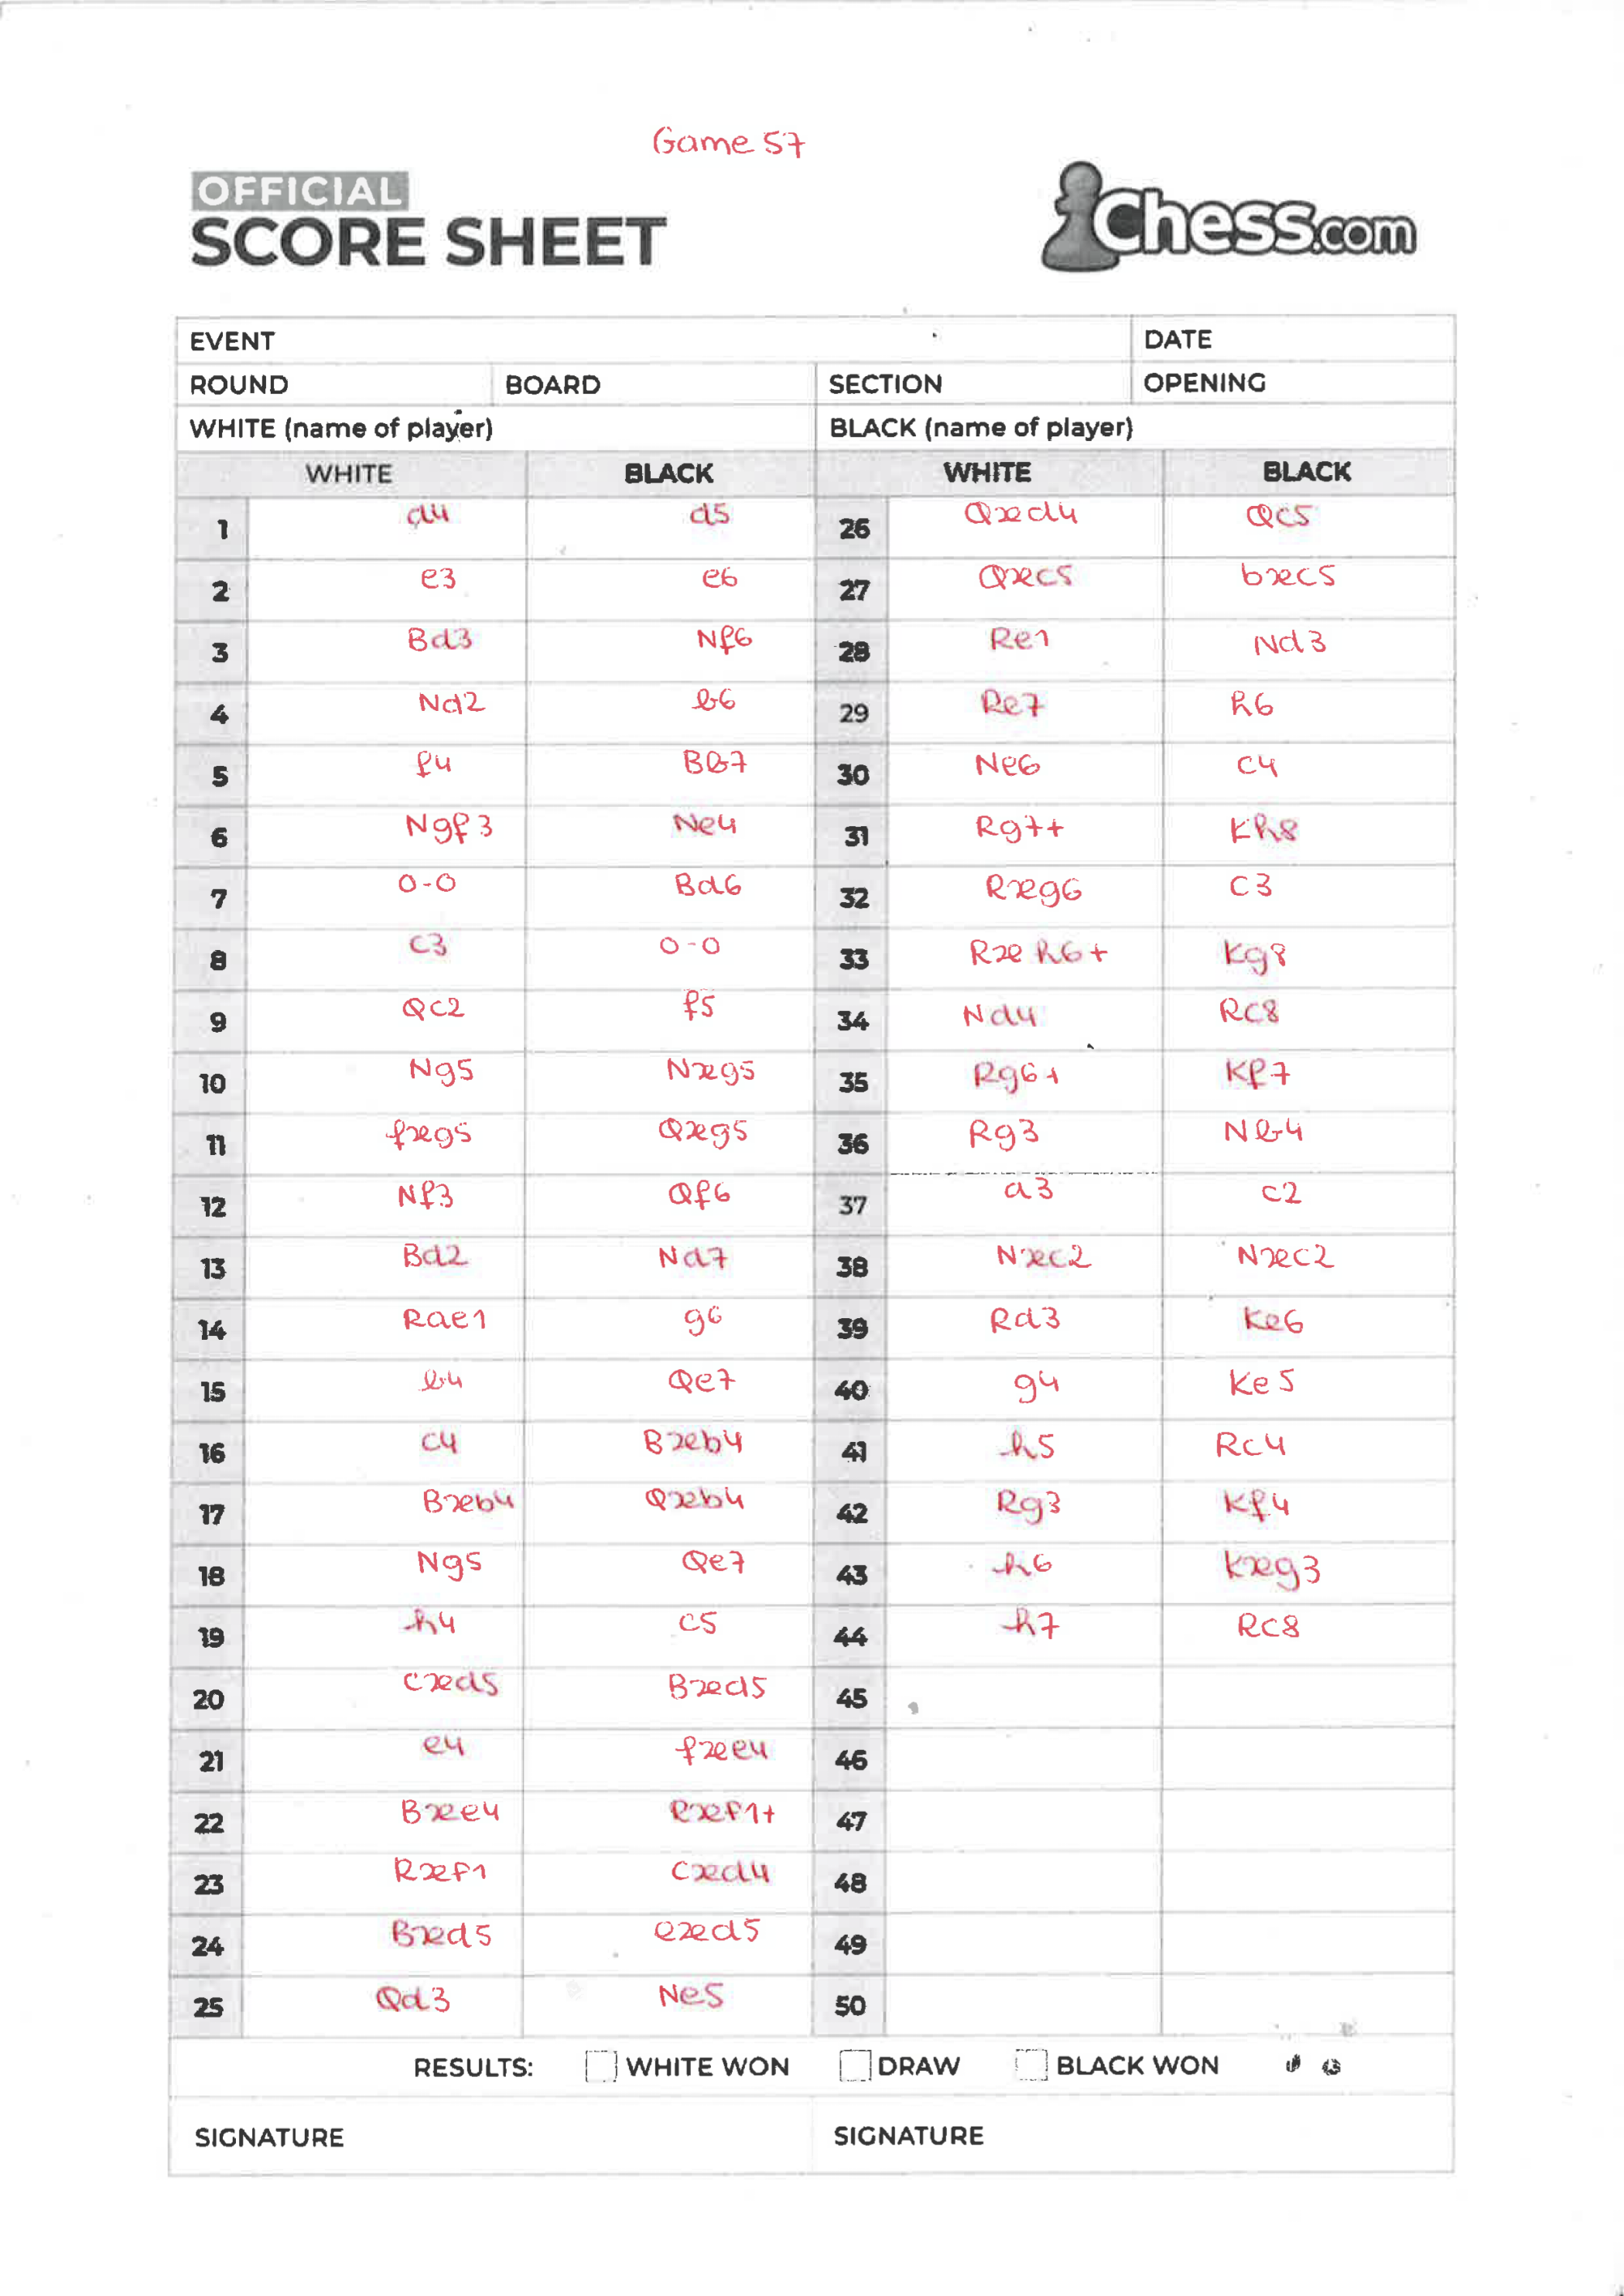 Game 57
OFFICIAL
SCORE SHEET
Chess.com
EVENT DATE
ROUND BOARD SECTION OPENING
WHITE (name of player) BLACK (name of player)
WHITE BLACK WHITE BLACK
1 d4 d5 26 Qxd4 Qc5
2 e3 e6 27 Qxc5 bxc5
3 Bd3 Nf6 28 Re1 Nd3
4 Nd2 b6 29 Re7 h6
5 f4 Bb7 30 Ne6 c4
6 Ngf3 Ne4 31 Rg7+ Kh8
7 0-0 Bd6 32 Rxg6 c3
8 c3 0-0 33 Rxh6+ Kg8
9 Qc2 f5 34 Nd4 Rc8
10 Ng5 Nxg5 35 Rg6+ Kf7
11 fxg5 Qxg5 36 Rg3 Nb4
12 Nf3 Qf6 37 a3 c2
13 Bd2 Nd7 38 Nxc2 Nxc2
14 Rae1 g6 39 Rd3 Ke6
15 b4 Qe7 40 g4 Ke5
16 c4 Bxb4 41 h5 Rc4
17 Bxb4 Qxb4 42 Rg3 Kf4
18 Ng5 Qe7 43 h6 Kxg3
19 h4 c5 44 h7 Rc8
20 cxd5 Bxd5 45
21 e4 fxe4 46
22 Bxe4 Rxf1+ 47
23 Rxf1 cxd4 48
24 Bxd5 exd5 49
25 Qd3 Ne5 50
RESULTS: WHITE WON DRAW BLACK WON
SIGNATURE SIGNATURE